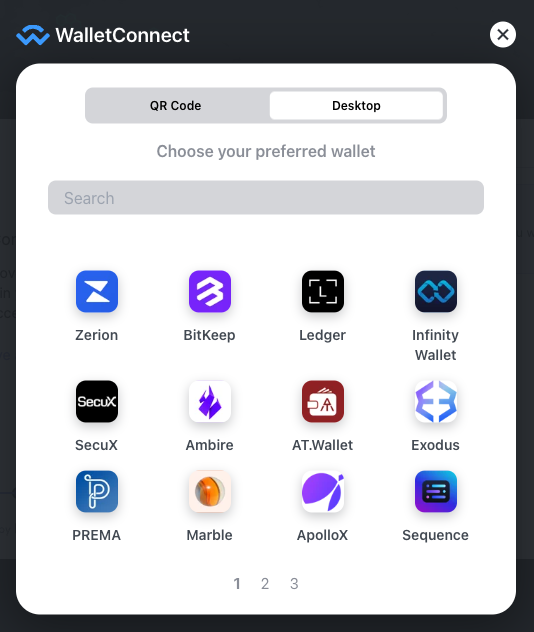 WalletConnect
QR Code
Desktop
Choose your preferred wallet
Search
Zerion
BitKeep
Ledger
Infinity
Wallet
SecuX
SecuX
Ambire
AT.Wallet
Exodus
PREMA
Marble
ApolloX
Sequence
1 2 3